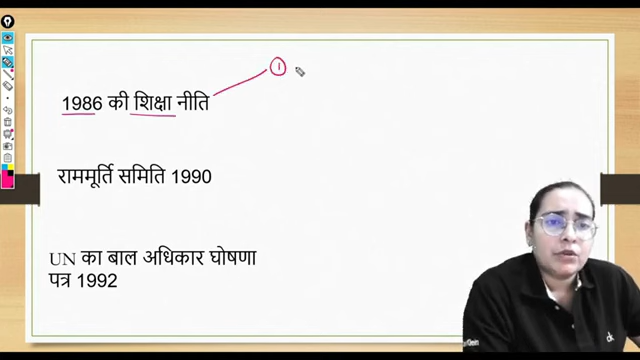 1
1986 की शिक्षा नीति
राममूर्ति समिति 1990
UN का बाल अधिकार घोषणा
पत्र 1992